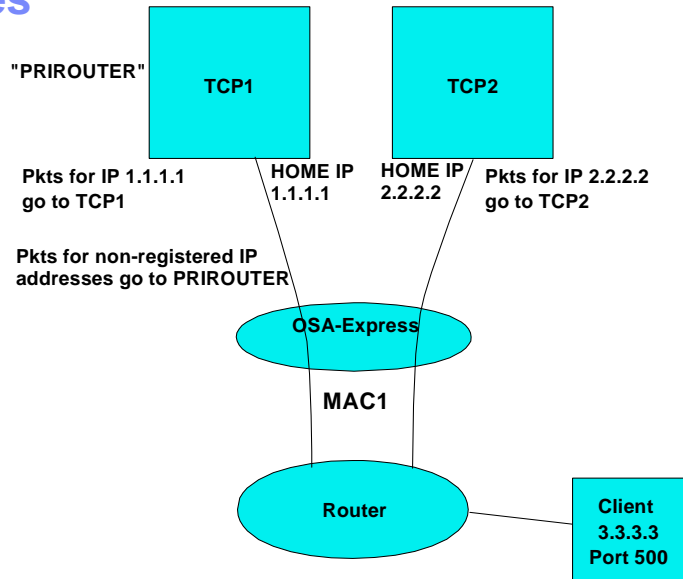 "PRIROUTER"
TCP1
TCP2
Pkts for IP 1.1.1.1
go to TCP1
HOME IP
1.1.1.1
HOME IP
2.2.2.2
Pkts for IP 2.2.2.2
go to TCP2
Pkts for non-registered IP
addresses go to PRIROUTER
OSA-Express
MAC1
Router
Client
3.3.3.3
Port 500